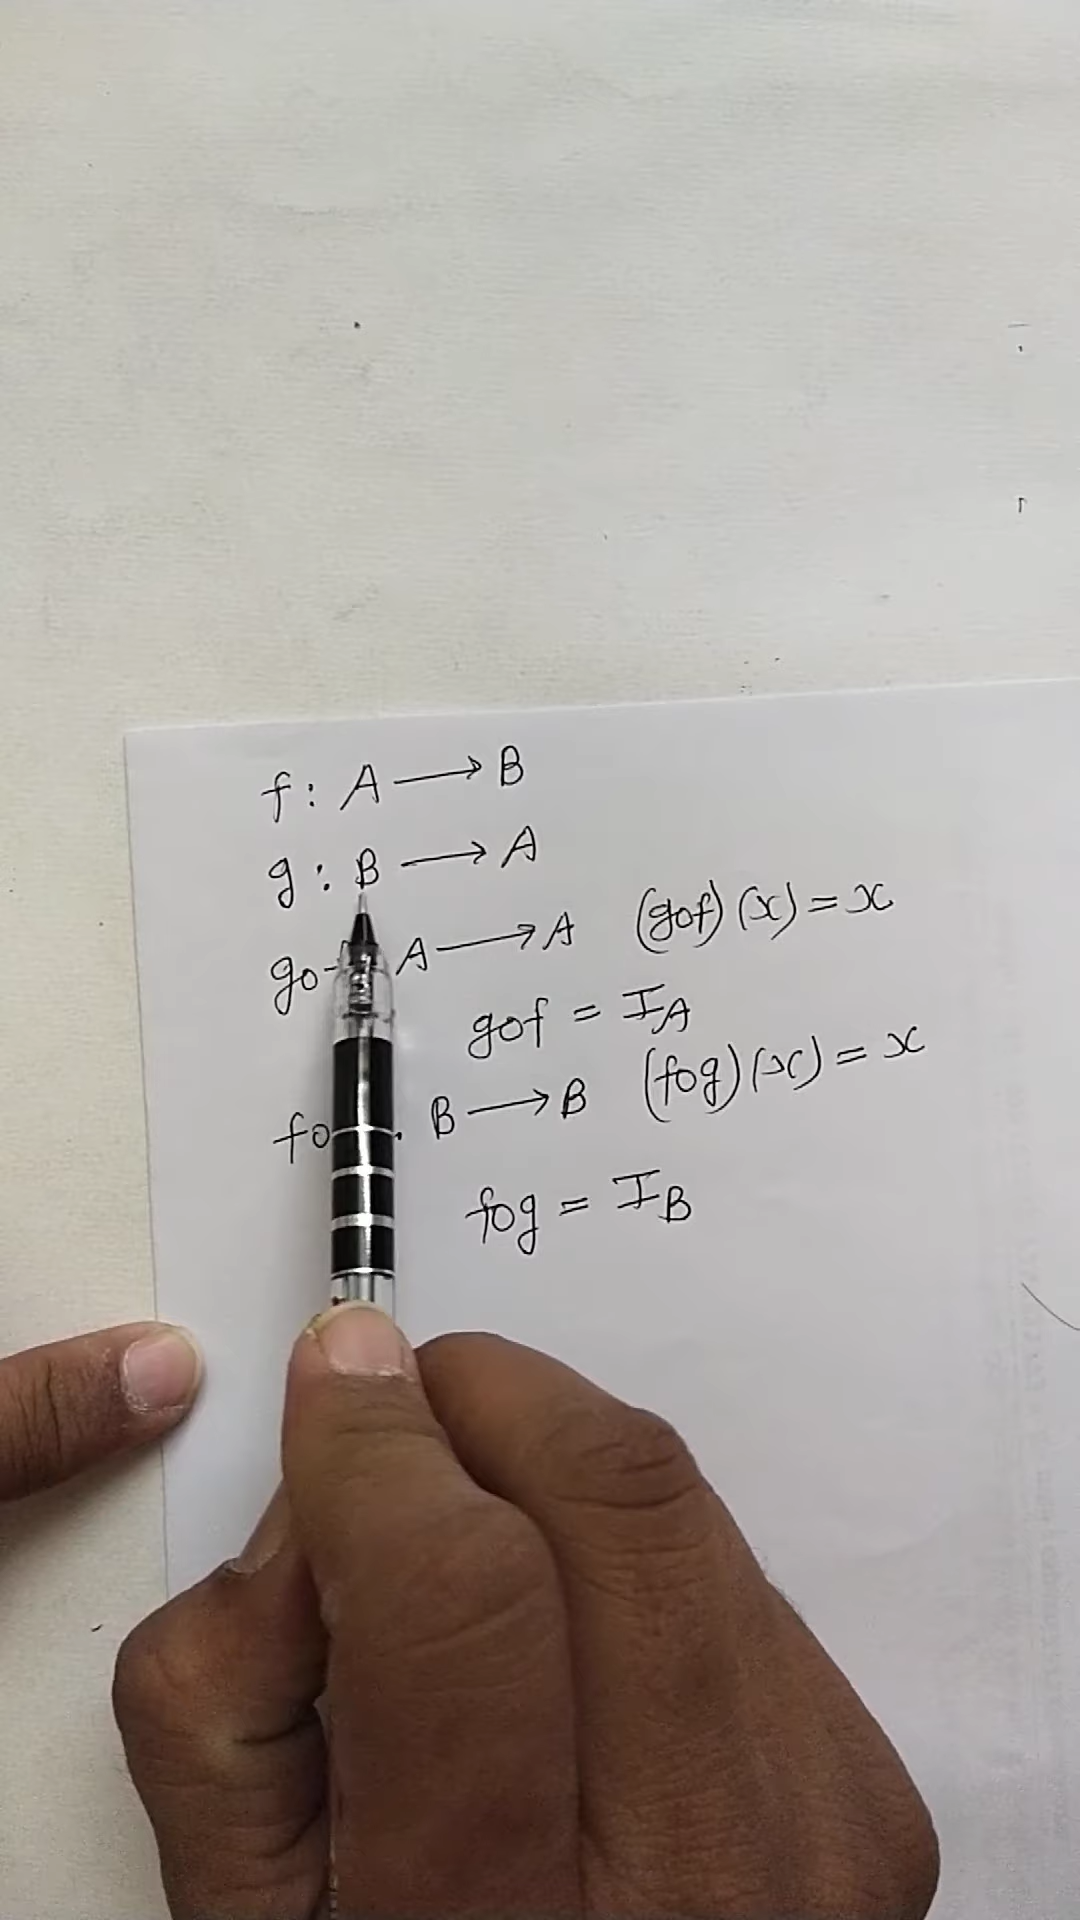 f: A ⟶ B
g: B ⟶ A
go A ⟶ A (gof)(x) = x
gof = I_A
fo . B ⟶ B (fog)(x) = x
fog = I_B